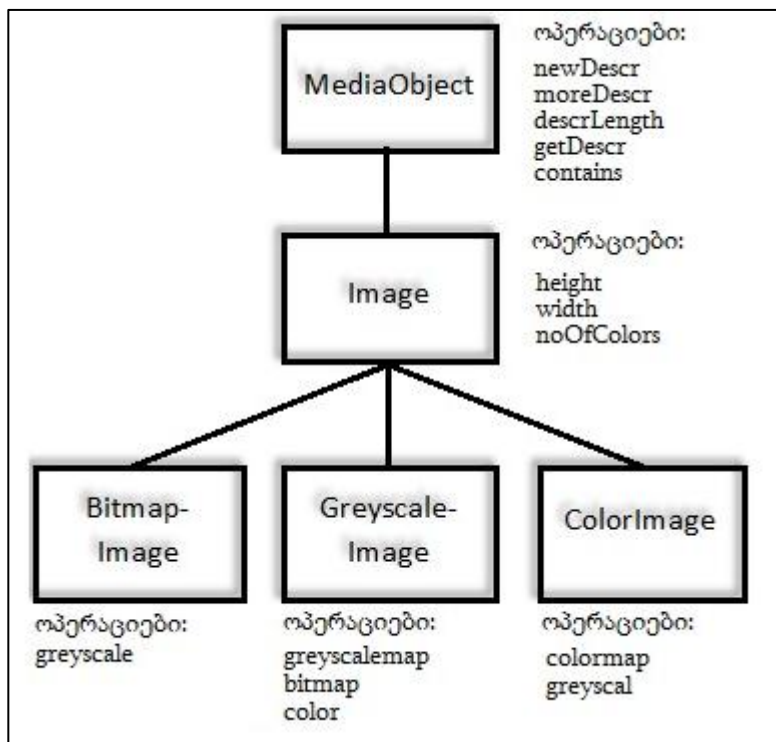 MediaObject
ოპერაციები:
newDescr
moreDescr
descrLength
getDescr
contains
Image
ოპერაციები:
height
width
noOfColors
Bitmap-
Image
ოპერაციები:
greyscale
Greyscale-
Image
ოპერაციები:
greyscalemap
bitmap
color
ColorImage
ოპერაციები:
colormap
greyscal